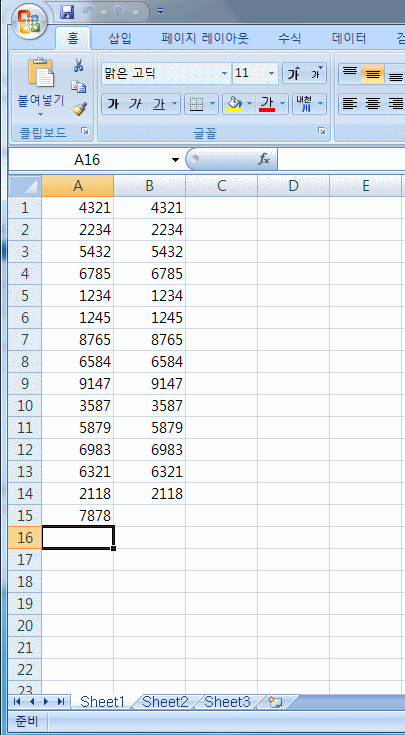 홈 삽입 페이지 레이아웃 수식 데이터
붙여넣기
맑은 고딕 11 가 가
가 가 가 가 내천
클립보드 글꼴
A16 fx
A B C D E
1 4321 4321
2 2234 2234
3 5432 5432
4 6785 6785
5 1234 1234
6 1245 1245
7 8765 8765
8 6584 6584
9 9147 9147
10 3587 3587
11 5879 5879
12 6983 6983
13 6321 6321
14 2118 2118
15 7878
16
17
18
19
20
21
22
23
Sheet1 Sheet2 Sheet3
준비